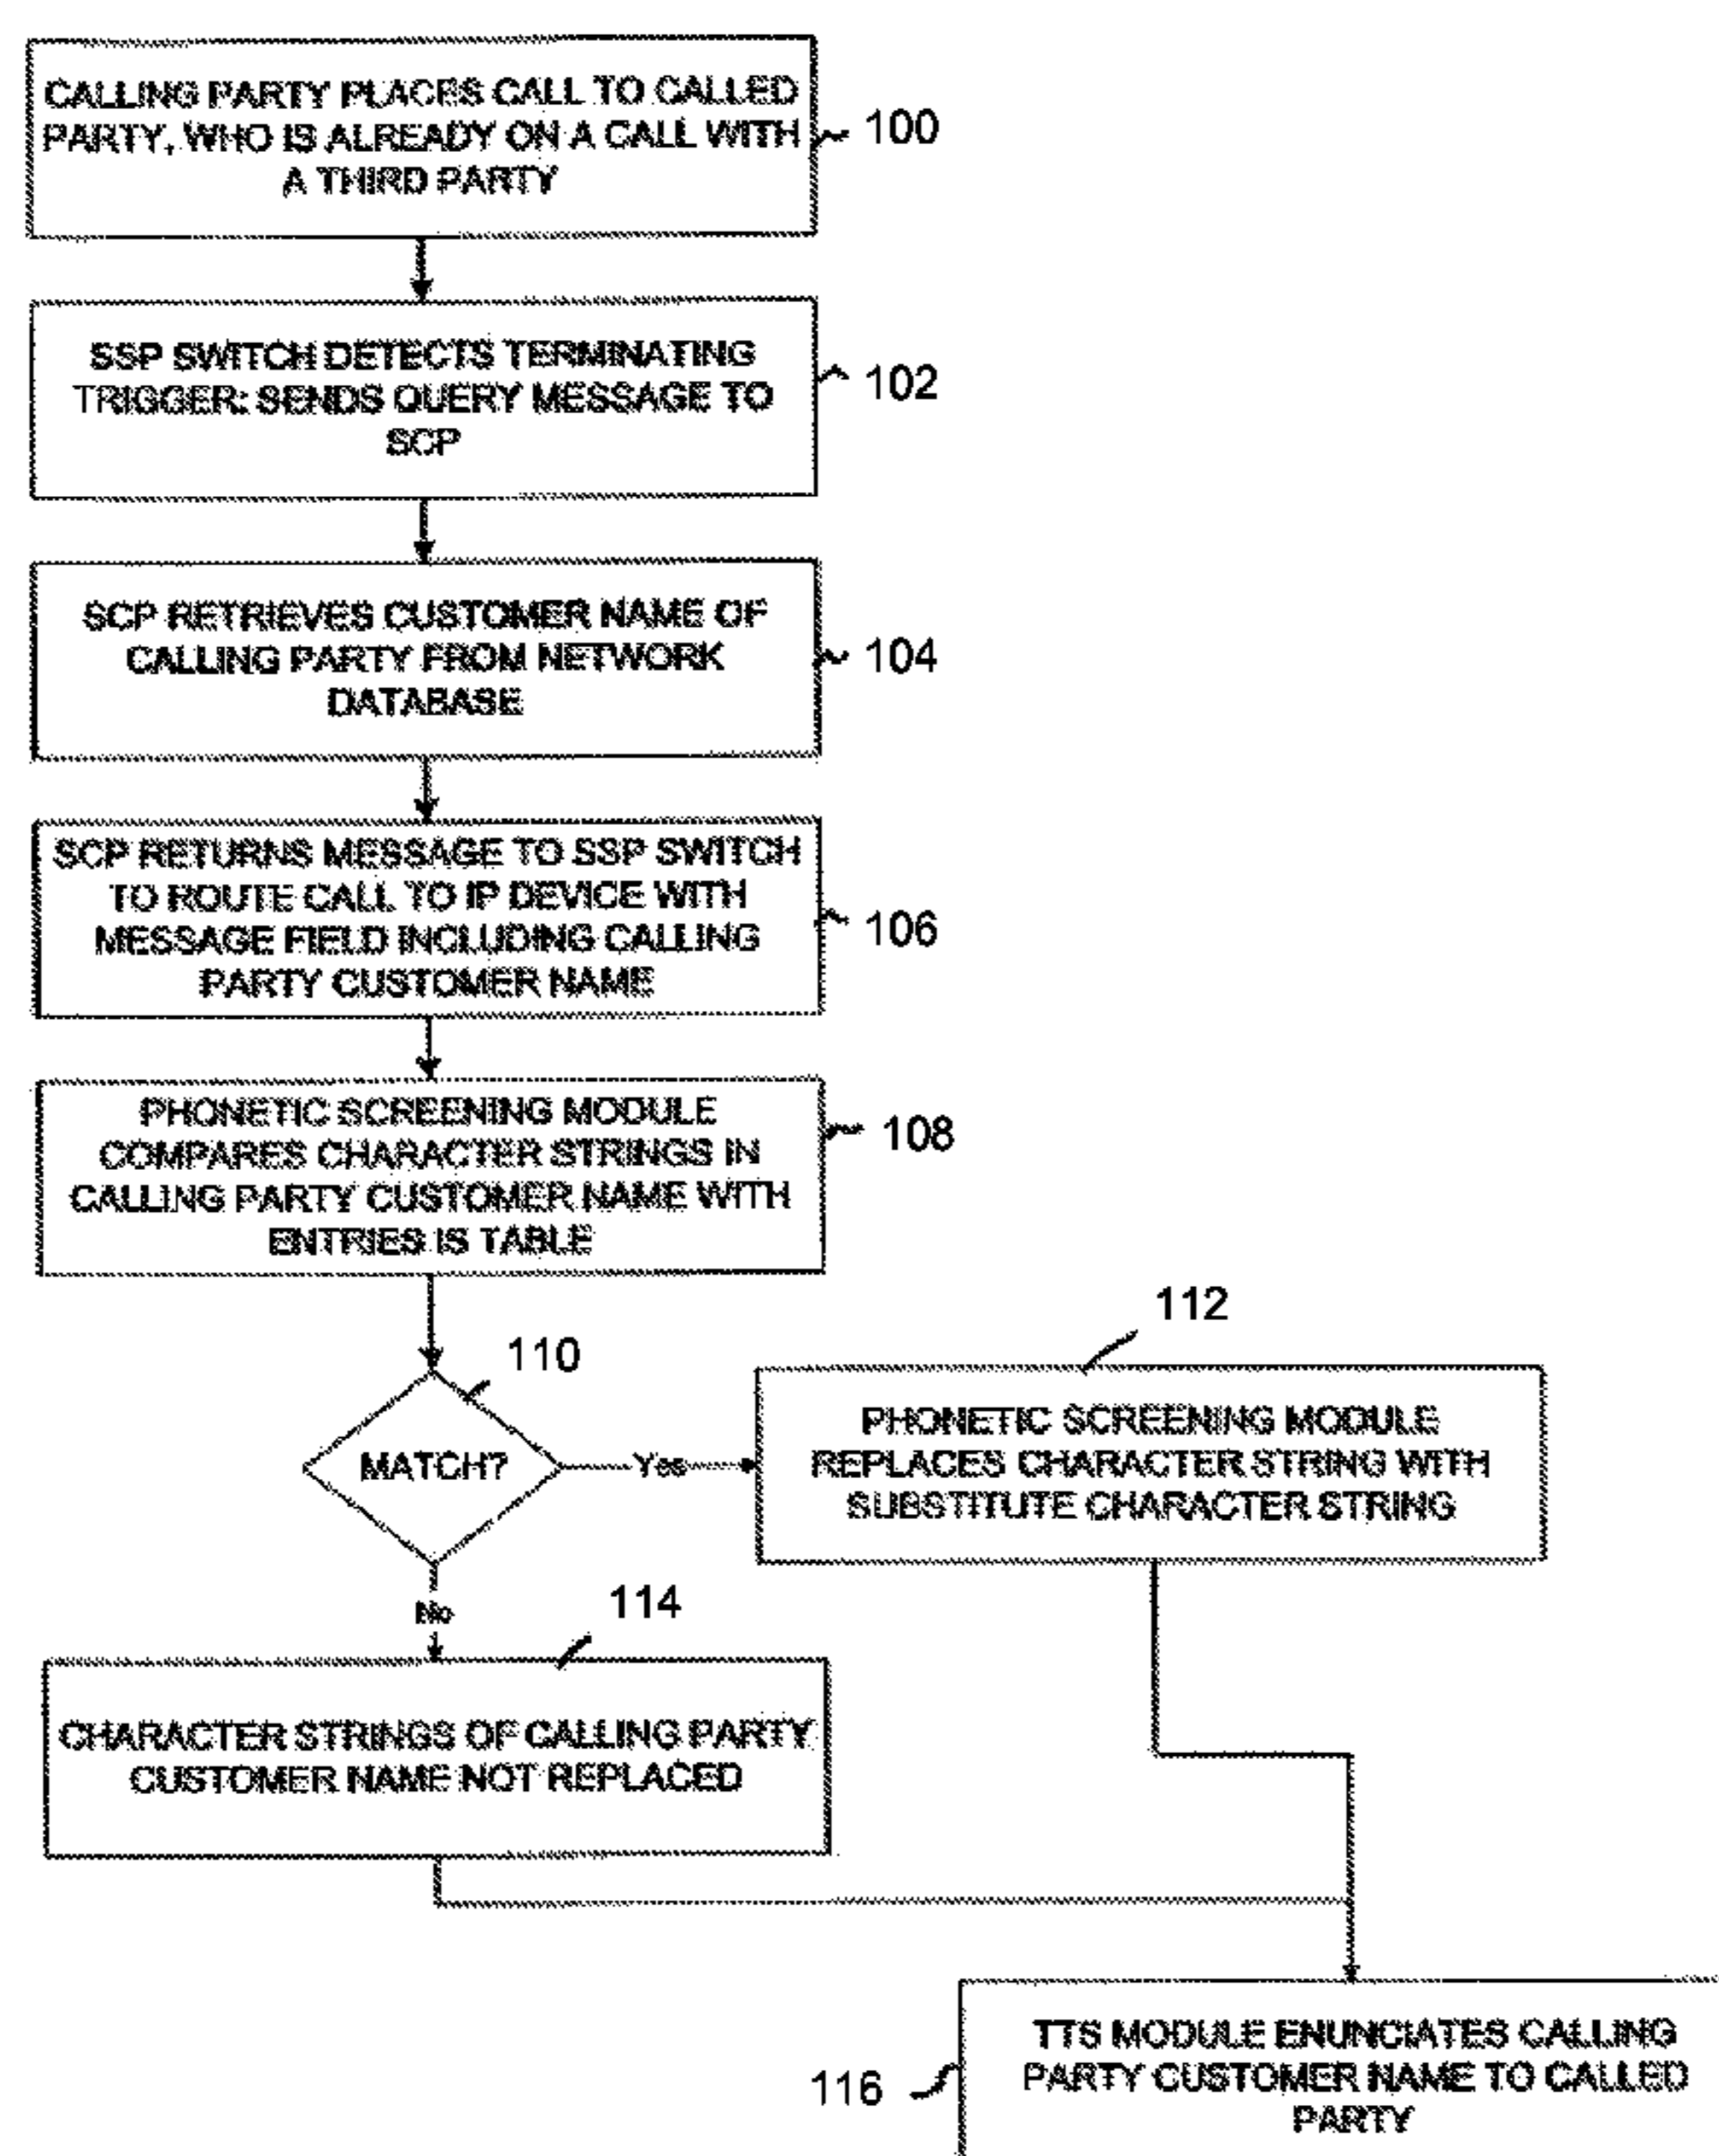 CALLING PARTY PLACES CALL TO CALLED
PARTY, WHO IS ALREADY ON A CALL WITH
A THIRD PARTY
100
SSP SWITCH DETECTS TERMINATING
TRIGGER: SENDS QUERY MESSAGE TO
SCP
102
SCP RETRIEVES CUSTOMER NAME OF
CALLING PARTY FROM NETWORK
DATABASE
104
SCP RETURNS MESSAGE TO SSP SWITCH
TO ROUTE CALL TO IP DEVICE WITH
MESSAGE FIELD INCLUDING CALLING
PARTY CUSTOMER NAME
106
PHONETIC SCREENING MODULE
COMPARES CHARACTER STRINGS IN
CALLING PARTY CUSTOMER NAME WITH
ENTRIES IS TABLE
108
110
MATCH?
Yes
112
PHONETIC SCREENING MODULE
REPLACES CHARACTER STRING WITH
SUBSTITUTE CHARACTER STRING
No
114
CHARACTER STRINGS OF CALLING PARTY
CUSTOMER NAME NOT REPLACED
116
TTS MODULE ENUNCIATES CALLING
PARTY CUSTOMER NAME TO CALLED
PARTY